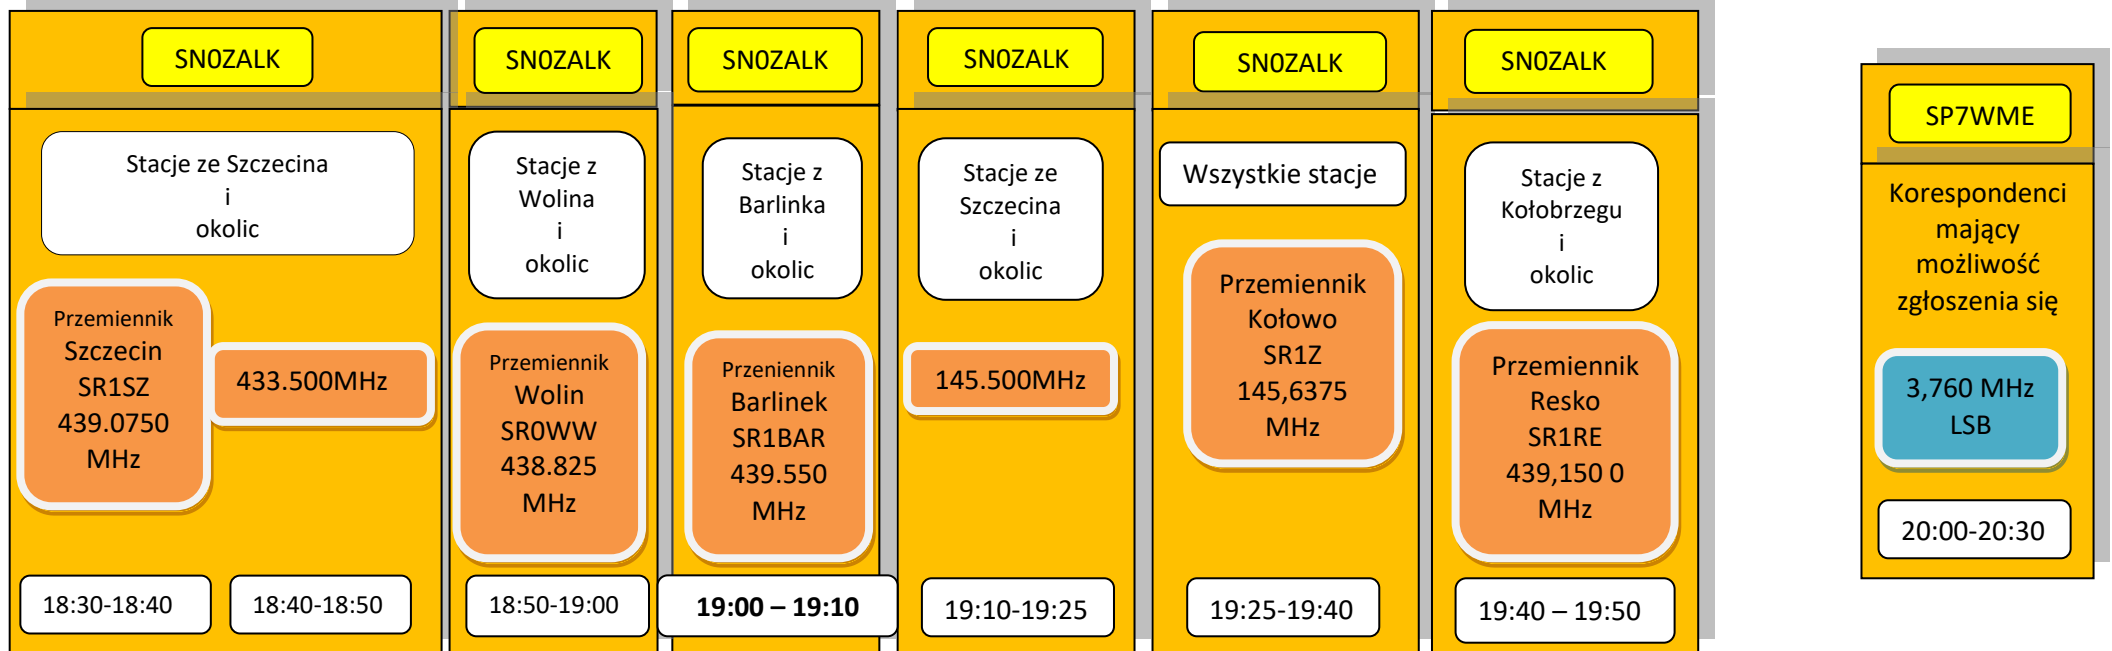 SN0ZALK
Stacje ze Szczecina
i
okolic
Przemiennik
Szczecin
SR1SZ
439.0750
MHz
433.500MHz
18:30-18:40
18:40-18:50
SN0ZALK
Stacje z
Wolina
i
okolic
Przemiennik
Wolin
SR0WW
438.825
MHz
18:50-19:00
SN0ZALK
Stacje z
Barlinka
i
okolic
Przeniennik
Barlinek
SR1BAR
439.550
MHz
19:00 – 19:10
SN0ZALK
Stacje ze
Szczecina
i
okolic
145.500MHz
19:10-19:25
SN0ZALK
Wszystkie stacje
Przemiennik
Kołowo
SR1Z
145,6375
MHz
19:25-19:40
SN0ZALK
Stacje z
Kołobrzegu
i
okolic
Przemiennik
Resko
SR1RE
439,150 0
MHz
19:40 – 19:50
SP7WME
Korespondenci
mający
możliwość
zgłoszenia się
3,760 MHz
LSB
20:00-20:30